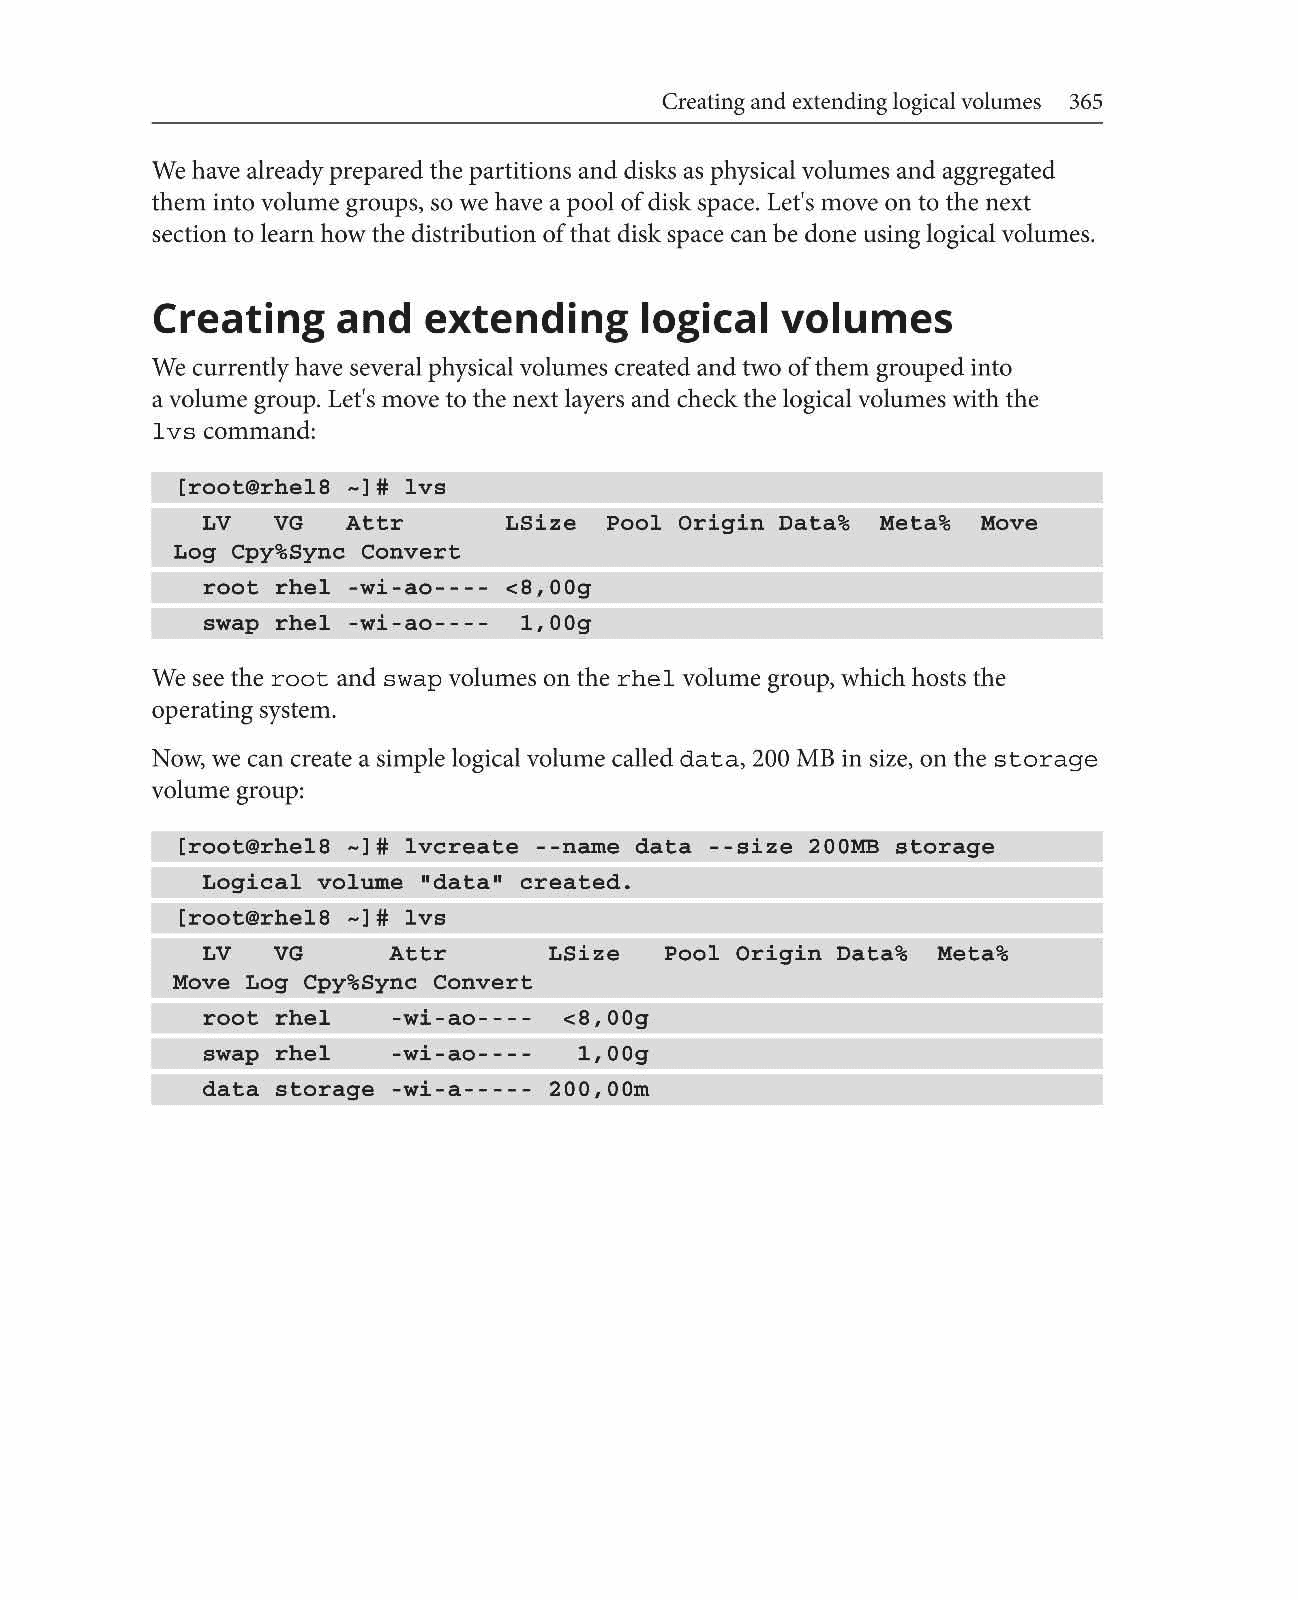 Creating and extending logical volumes 365
We have already prepared the partitions and disks as physical volumes and aggregated
them into volume groups, so we have a pool of disk space. Let's move on to the next
section to learn how the distribution of that disk space can be done using logical volumes.
Creating and extending logical volumes
We currently have several physical volumes created and two of them grouped into
a volume group. Let's move to the next layers and check the logical volumes with the
lvs command:
[root@rhel8 ~]# lvs
  LV   VG   Attr       LSize  Pool Origin Data%  Meta%  Move
Log Cpy%Sync Convert
  root rhel -wi-ao---- <8,00g
  swap rhel -wi-ao----  1,00g
We see the root and swap volumes on the rhel volume group, which hosts the
operating system.
Now, we can create a simple logical volume called data, 200 MB in size, on the storage
volume group:
[root@rhel8 ~]# lvcreate --name data --size 200MB storage
  Logical volume "data" created.
[root@rhel8 ~]# lvs
  LV   VG      Attr       LSize   Pool Origin Data%  Meta%
Move Log Cpy%Sync Convert
  root rhel    -wi-ao----  <8,00g
  swap rhel    -wi-ao----   1,00g
  data storage -wi-a----- 200,00m